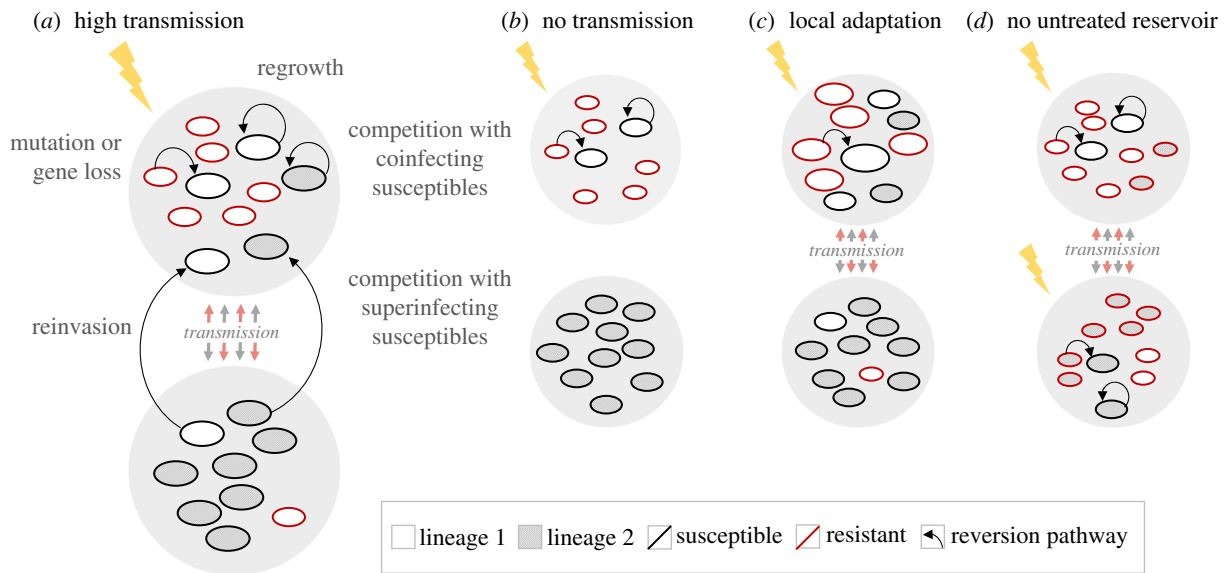 (a) high transmission
(b) no transmission
(c) local adaptation
(d) no untreated reservoir
regrowth
mutation or
gene loss
competition with
coinfecting
susceptibles
reinvasion
transmission
competition with
superinfecting
susceptibles
transmission
transmission
lineage 1
lineage 2
susceptible
resistant
reversion pathway